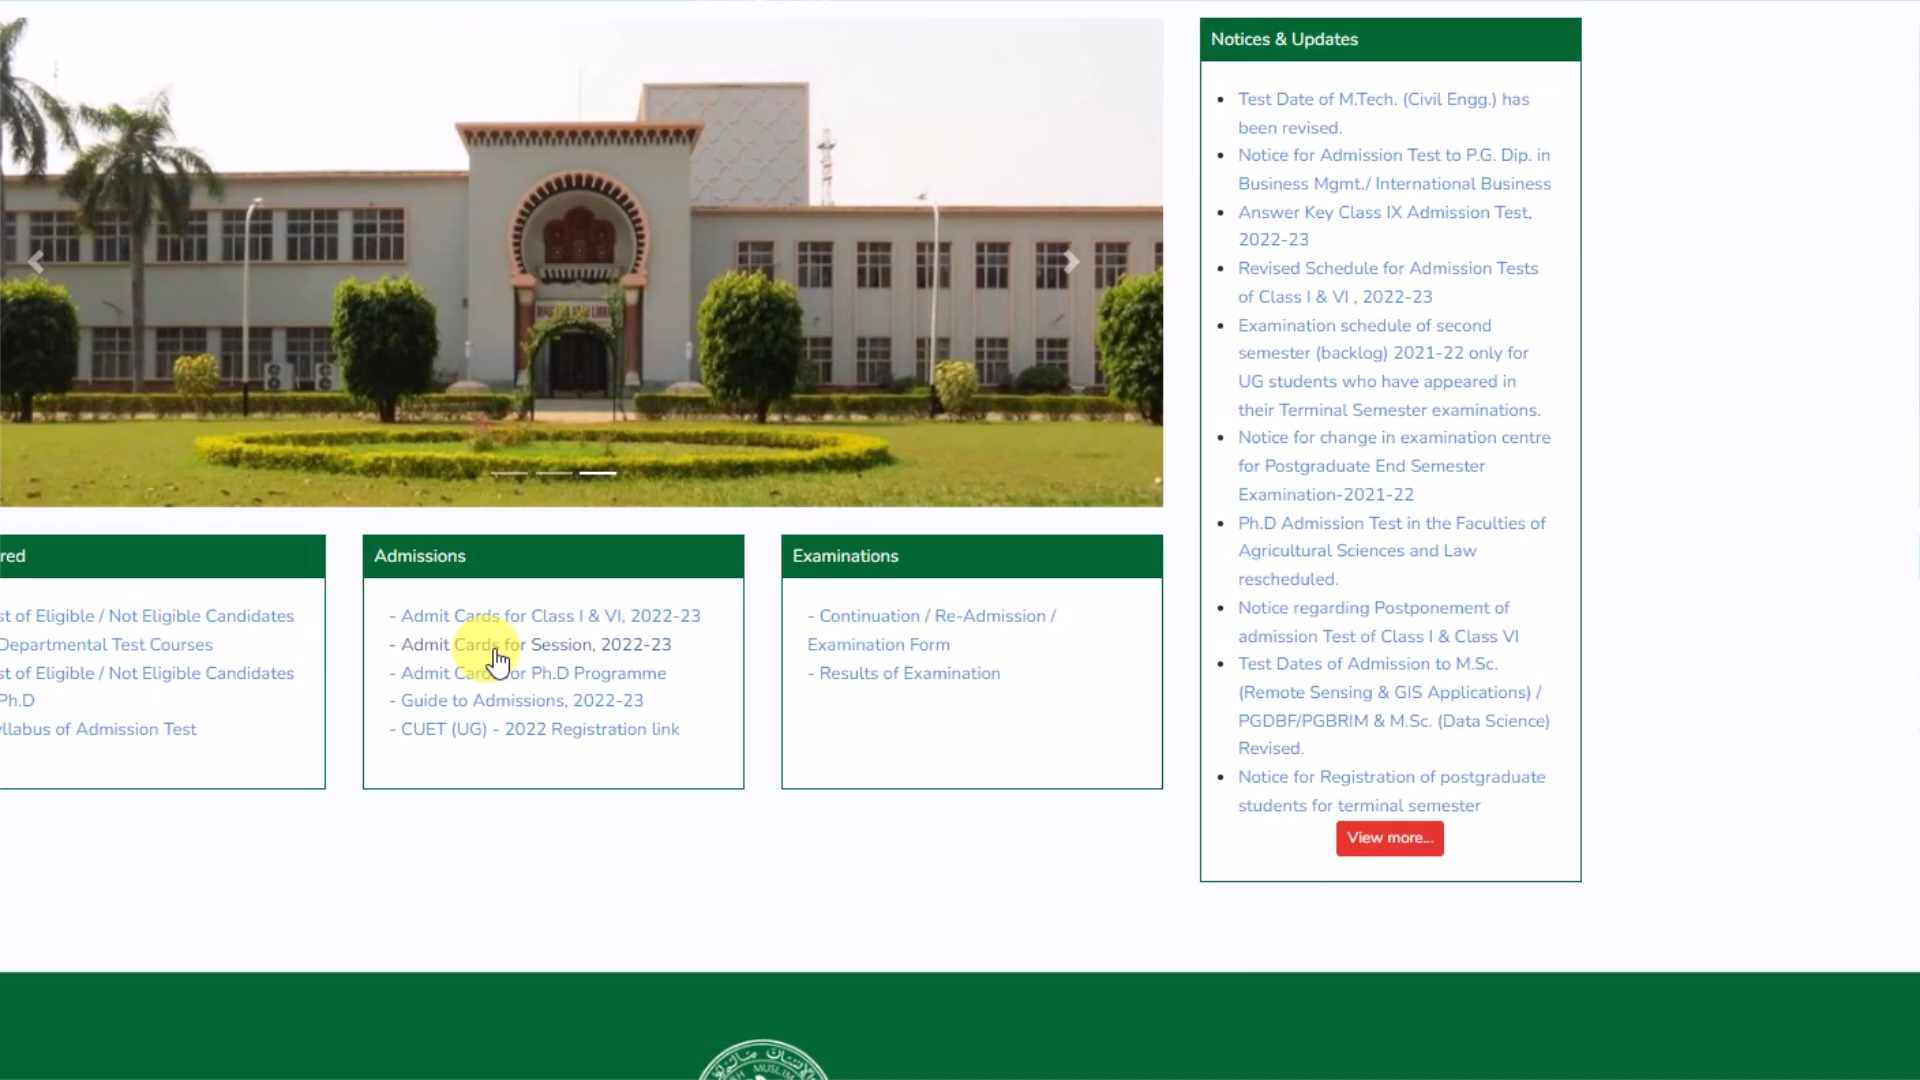 Notices & Updates
Test Date of M.Tech. (Civil Engg.) has
been revised.
Notice for Admission Test to P.G. Dip. in
Business Mgmt./ International Business
Answer Key Class IX Admission Test,
2022-23
Revised Schedule for Admission Tests
of Class I & VI , 2022-23
Examination schedule of second
semester (backlog) 2021-22 only for
UG students who have appeared in
their Terminal Semester examinations.
Notice for change in examination centre
for Postgraduate End Semester
Examination-2021-22
Ph.D Admission Test in the Faculties of
Agricultural Sciences and Law
rescheduled.
Notice regarding Postponement of
admission Test of Class I & Class VI
Test Dates of Admission to M.Sc.
(Remote Sensing & GIS Applications) /
PGDBF/PGBRIM & M.Sc. (Data Science)
Revised.
Notice for Registration of postgraduate
students for terminal semester
View more...
red
st of Eligible / Not Eligible Candidates
Departmental Test Courses
st of Eligible / Not Eligible Candidates
Ph.D
yllabus of Admission Test
Admissions
- Admit Cards for Class I & VI, 2022-23
- Admit Cards for Session, 2022-23
- Admit Cards for Ph.D Programme
- Guide to Admissions, 2022-23
- CUET (UG) - 2022 Registration link
Examinations
- Continuation / Re-Admission /
Examination Form
- Results of Examination
MUSLIM